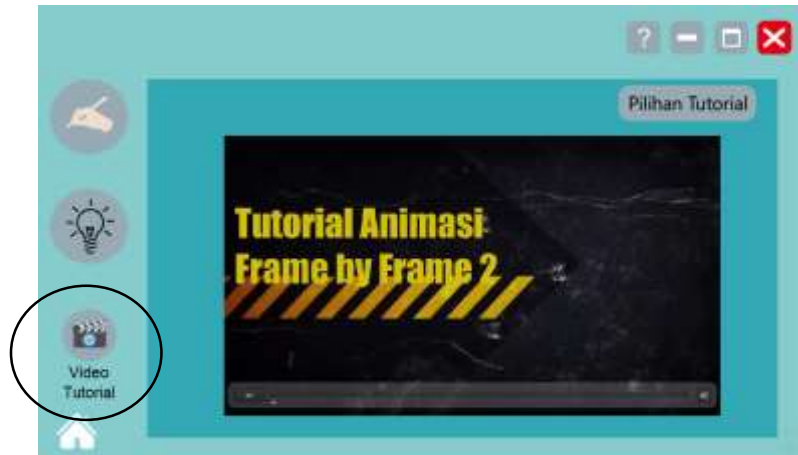 ?
Pilihan Tutorial
Tutorial Animasi
Frame by Frame 2
Video
Tutorial